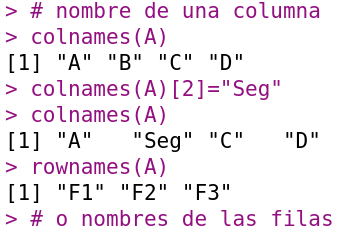 > # nombre de una columna
> colnames(A)
[1] "A" "B" "C" "D"
> colnames(A)[2]="Seg"
> colnames(A)
[1] "A"   "Seg" "C"   "D"
> rownames(A)
[1] "F1" "F2" "F3"
> # o nombres de las filas